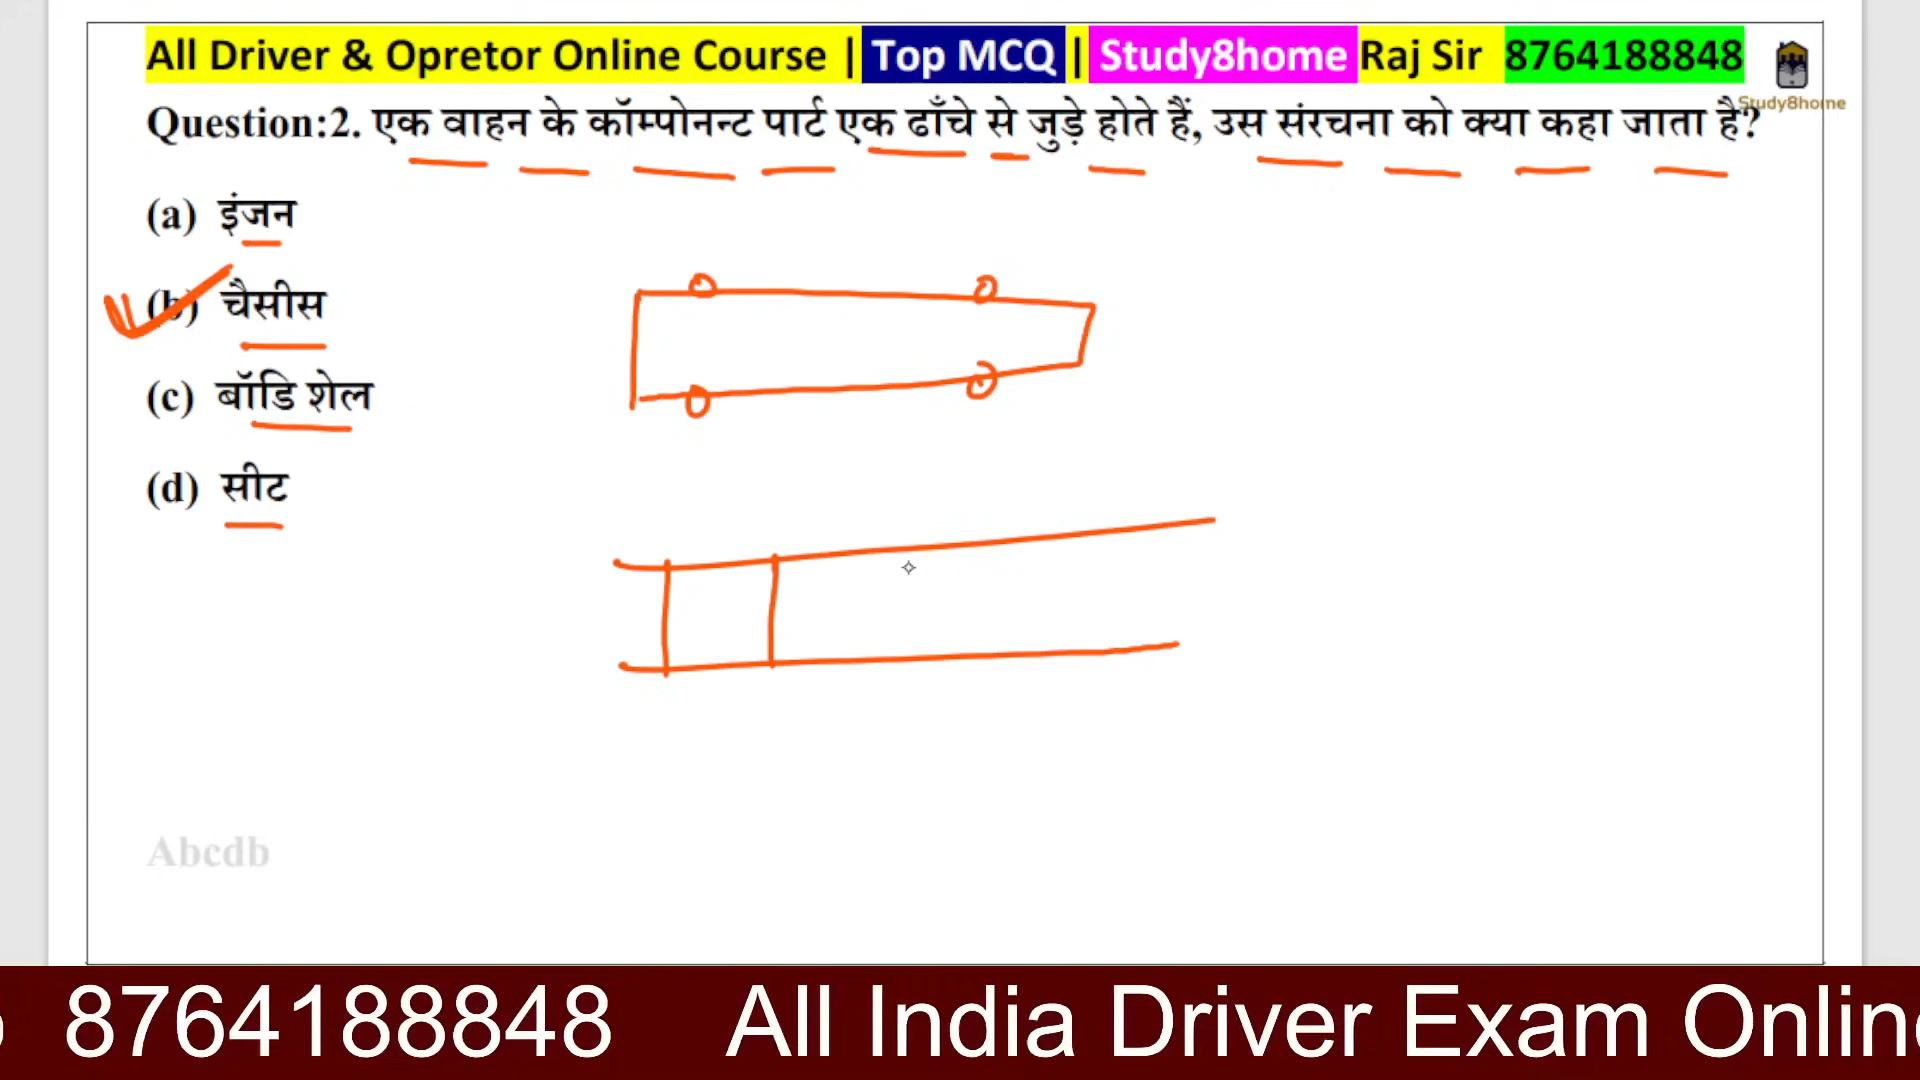 All Driver & Opretor Online Course | Top MCQ | Study8home Raj Sir 8764188848
Study8home
Question:2. एक वाहन के कॉम्पोनन्ट पार्ट एक ढाँचे से जुड़े होते हैं, उस संरचना को क्या कहा जाता है?
(a) इंजन
(b) चैसीस
(c) बॉडि शेल
(d) सीट
Abcdb
8764188848 All India Driver Exam Online